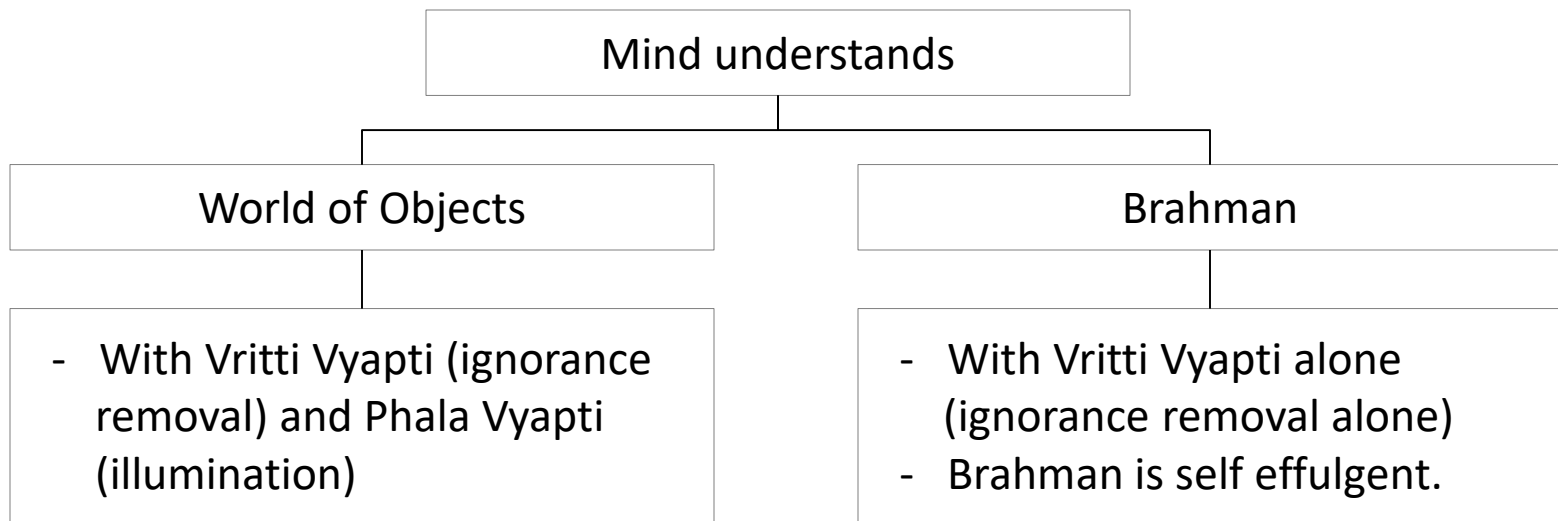 Mind understands
World of Objects
Brahman
- With Vritti Vyapti (ignorance
removal) and Phala Vyapti
(illumination)
- With Vritti Vyapti alone
(ignorance removal alone)
- Brahman is self effulgent.